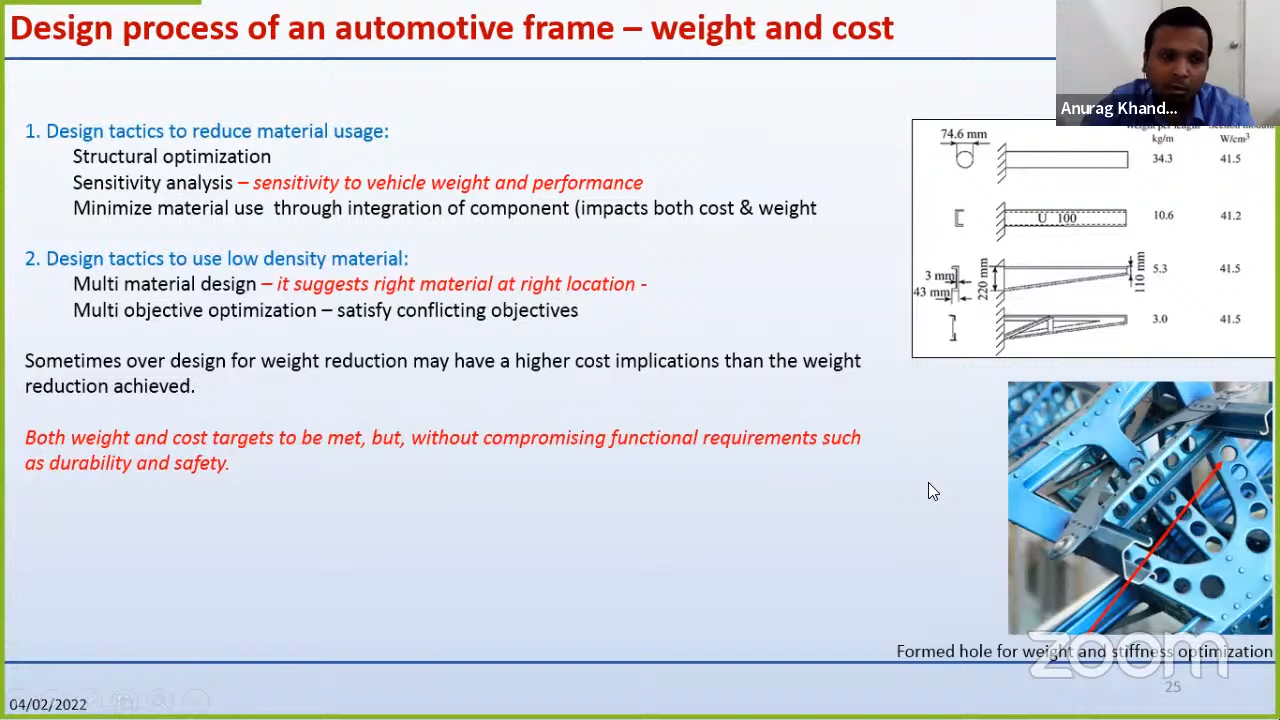 Design process of an automotive frame – weight and cost
Anurag Khand...
1. Design tactics to reduce material usage:
Structural optimization
Sensitivity analysis – sensitivity to vehicle weight and performance
Minimize material use through integration of component (impacts both cost & weight
2. Design tactics to use low density material:
Multi material design – it suggests right material at right location -
Multi objective optimization – satisfy conflicting objectives
Sometimes over design for weight reduction may have a higher cost implications than the weight
reduction achieved.
Both weight and cost targets to be met, but, without compromising functional requirements such
as durability and safety.
kg/m W/cm³
74.6 mm
34.3 41.5
U 100 10.6 41.2
3 mm 220 mm 110 mm 5.3 41.5
43 mm
3.0 41.5
Formed hole for weight and stiffness optimization
zoom
25
04/02/2022